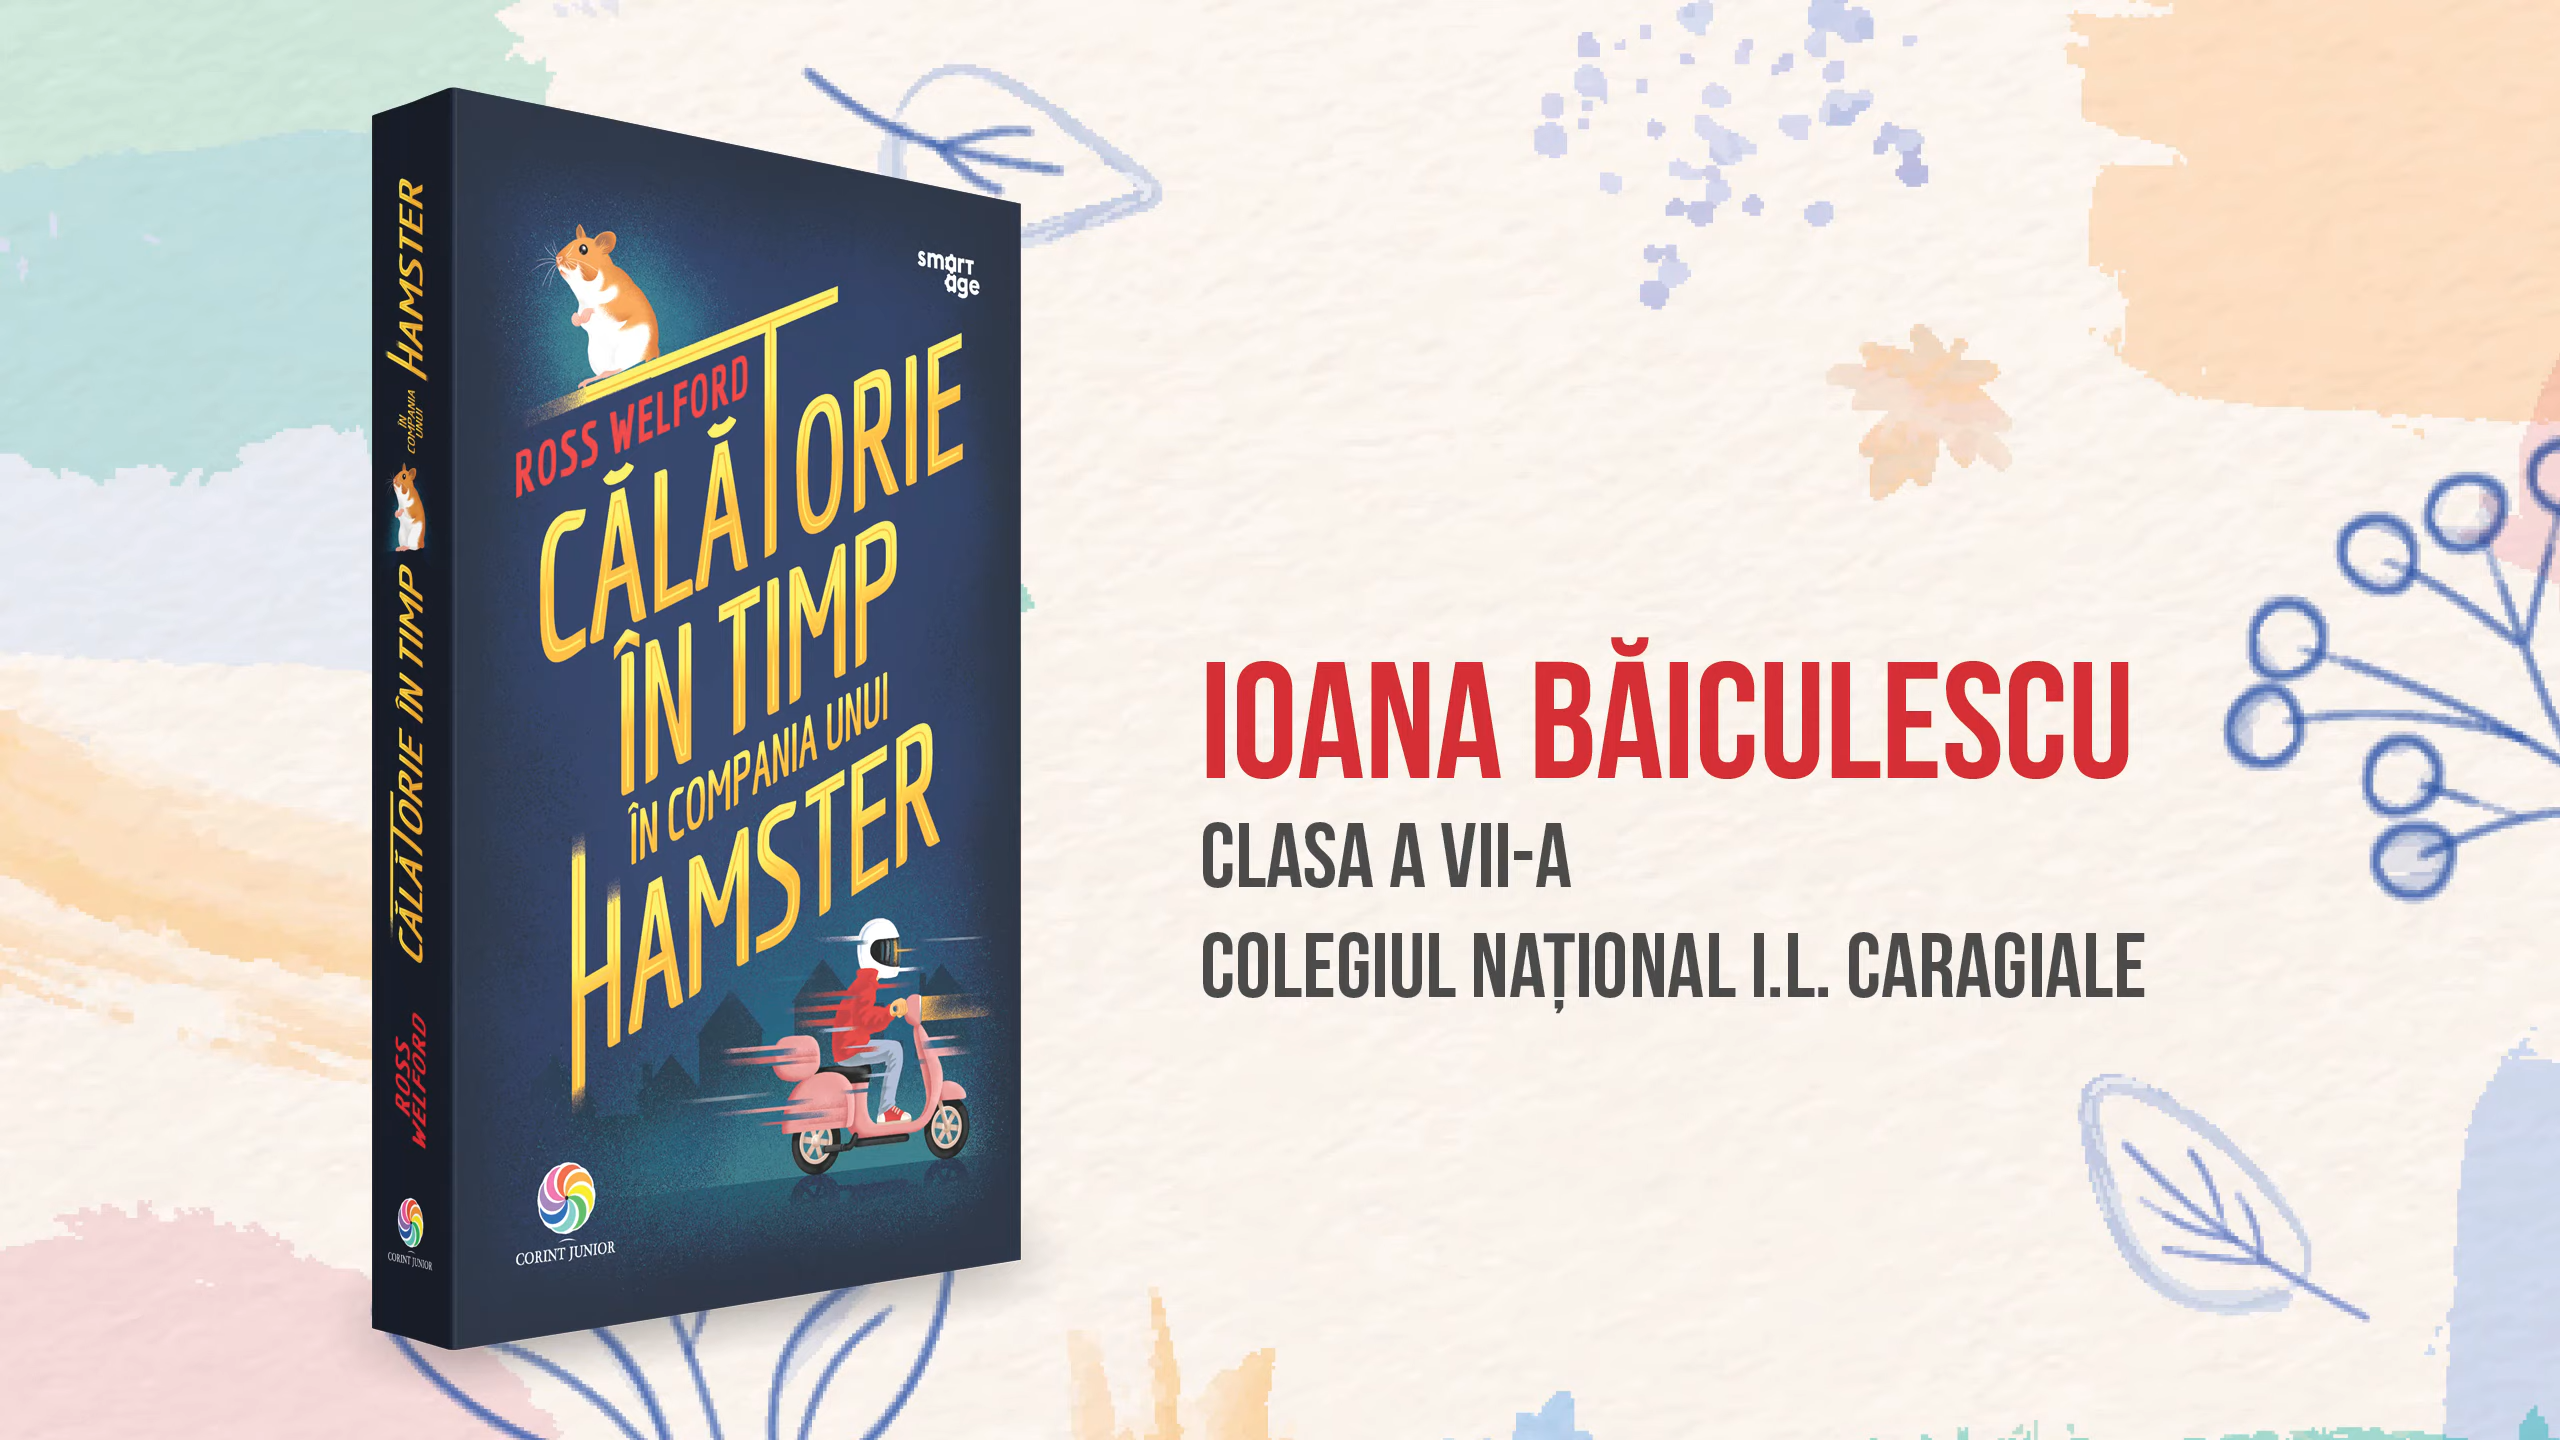 CĂLĂTORIE ÎN TIMP
ÎN
COMPANIA
UNUI
HAMSTER
ROSS
WELFORD
CORINT JUNIOR
smart
age
ROSS WELFORD
CĂLĂTORIE
ÎN TIMP
ÎN COMPANIA UNUI
HAMSTER
CORINT JUNIOR
IOANA BĂICULESCU
CLASA A VII-A
COLEGIUL NAȚIONAL I.L. CARAGIALE